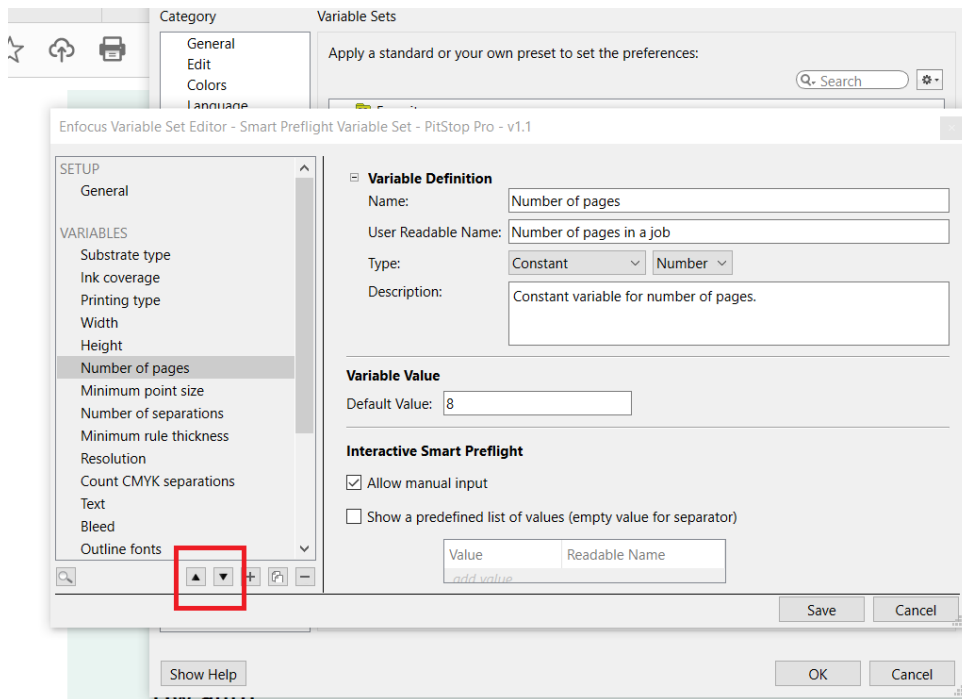 Category
Variable Sets
General
Edit
Colors
Language
Apply a standard or your own preset to set the preferences:
Search
Enfocus Variable Set Editor - Smart Preflight Variable Set - PitStop Pro - v1.1
SETUP
General
VARIABLES
Substrate type
Ink coverage
Printing type
Width
Height
Number of pages
Minimum point size
Number of separations
Minimum rule thickness
Resolution
Count CMYK separations
Text
Bleed
Outline fonts
Variable Definition
Name: Number of pages
User Readable Name: Number of pages in a job
Type: Constant Number
Description: Constant variable for number of pages.
Variable Value
Default Value: 8
Interactive Smart Preflight
Allow manual input
Show a predefined list of values (empty value for separator)
Value Readable Name
add value
Save Cancel
Show Help
OK Cancel